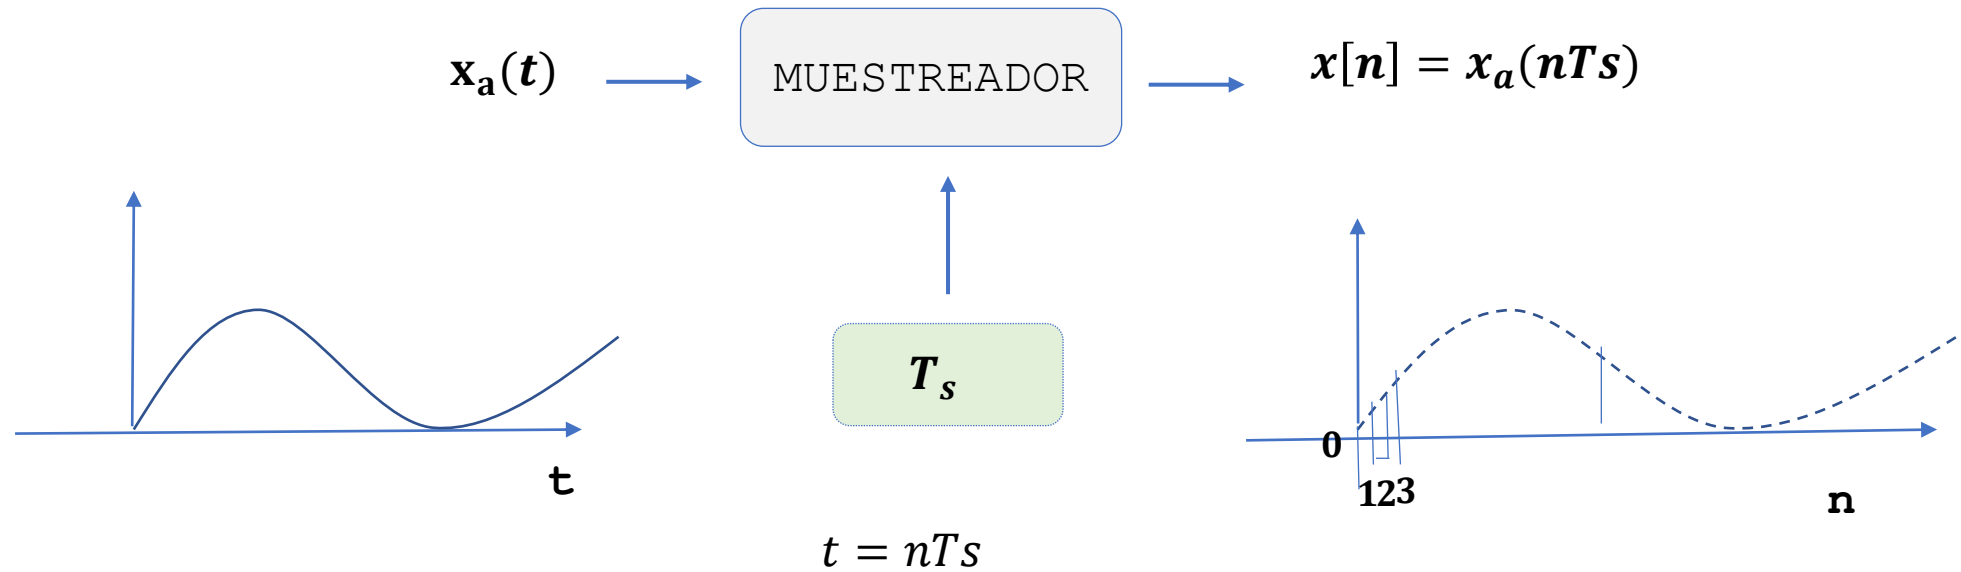 xₐ(t)
MUESTREADOR
x[n] = xₐ(nTs)
Tₛ
0
123
t
n
t = nTs